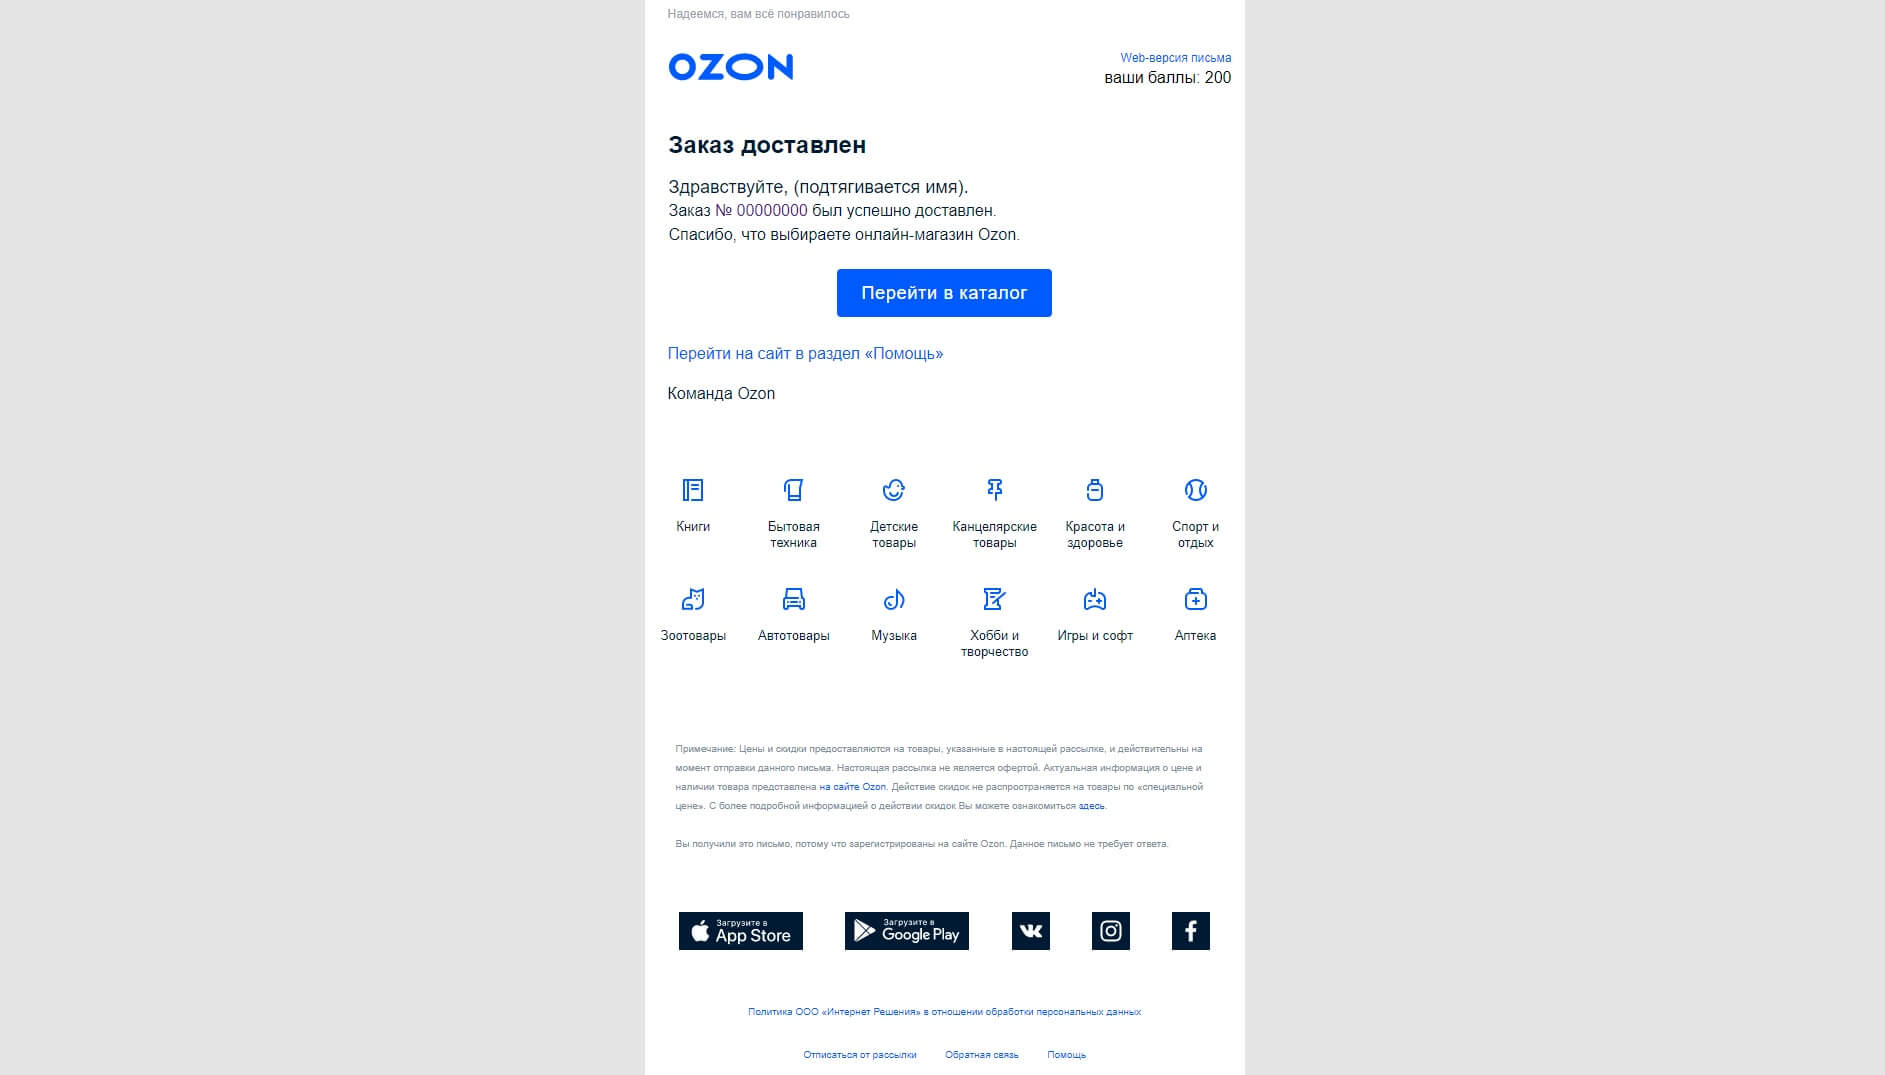 Надеемся, вам всё понравилось
OZON
Web-версия письма
ваши баллы: 200
Заказ доставлен
Здравствуйте, (подтягивается имя).
Заказ № 00000000 был успешно доставлен.
Спасибо, что выбираете онлайн-магазин Ozon.
Перейти в каталог
Перейти на сайт в раздел «Помощь»
Команда Ozon
Книги
Бытовая
техника
Детские
товары
Канцелярские
товары
Красота и
здоровье
Спорт и
отдых
Зоотовары
Автотовары
Музыка
Хобби и
творчество
Игры и софт
Аптека
Примечание: Цены и скидки предоставляются на товары, указанные в настоящей рассылке, и действительны на
момент отправки данного письма. Настоящая рассылка не является офертой. Актуальная информация о цене и
наличии товара представлена на сайте Ozon. Действие скидок не распространяется на товары по «специальной
цене». С более подробной информацией о действии скидок Вы можете ознакомиться здесь.
Вы получили это письмо, потому что зарегистрированы на сайте Ozon. Данное письмо не требует ответа.
Загрузите в
App Store
Загрузите в
Google Play
Политика ООО «Интернет Решения» в отношении обработки персональных данных
Отписаться от рассылки Обратная связь Помощь